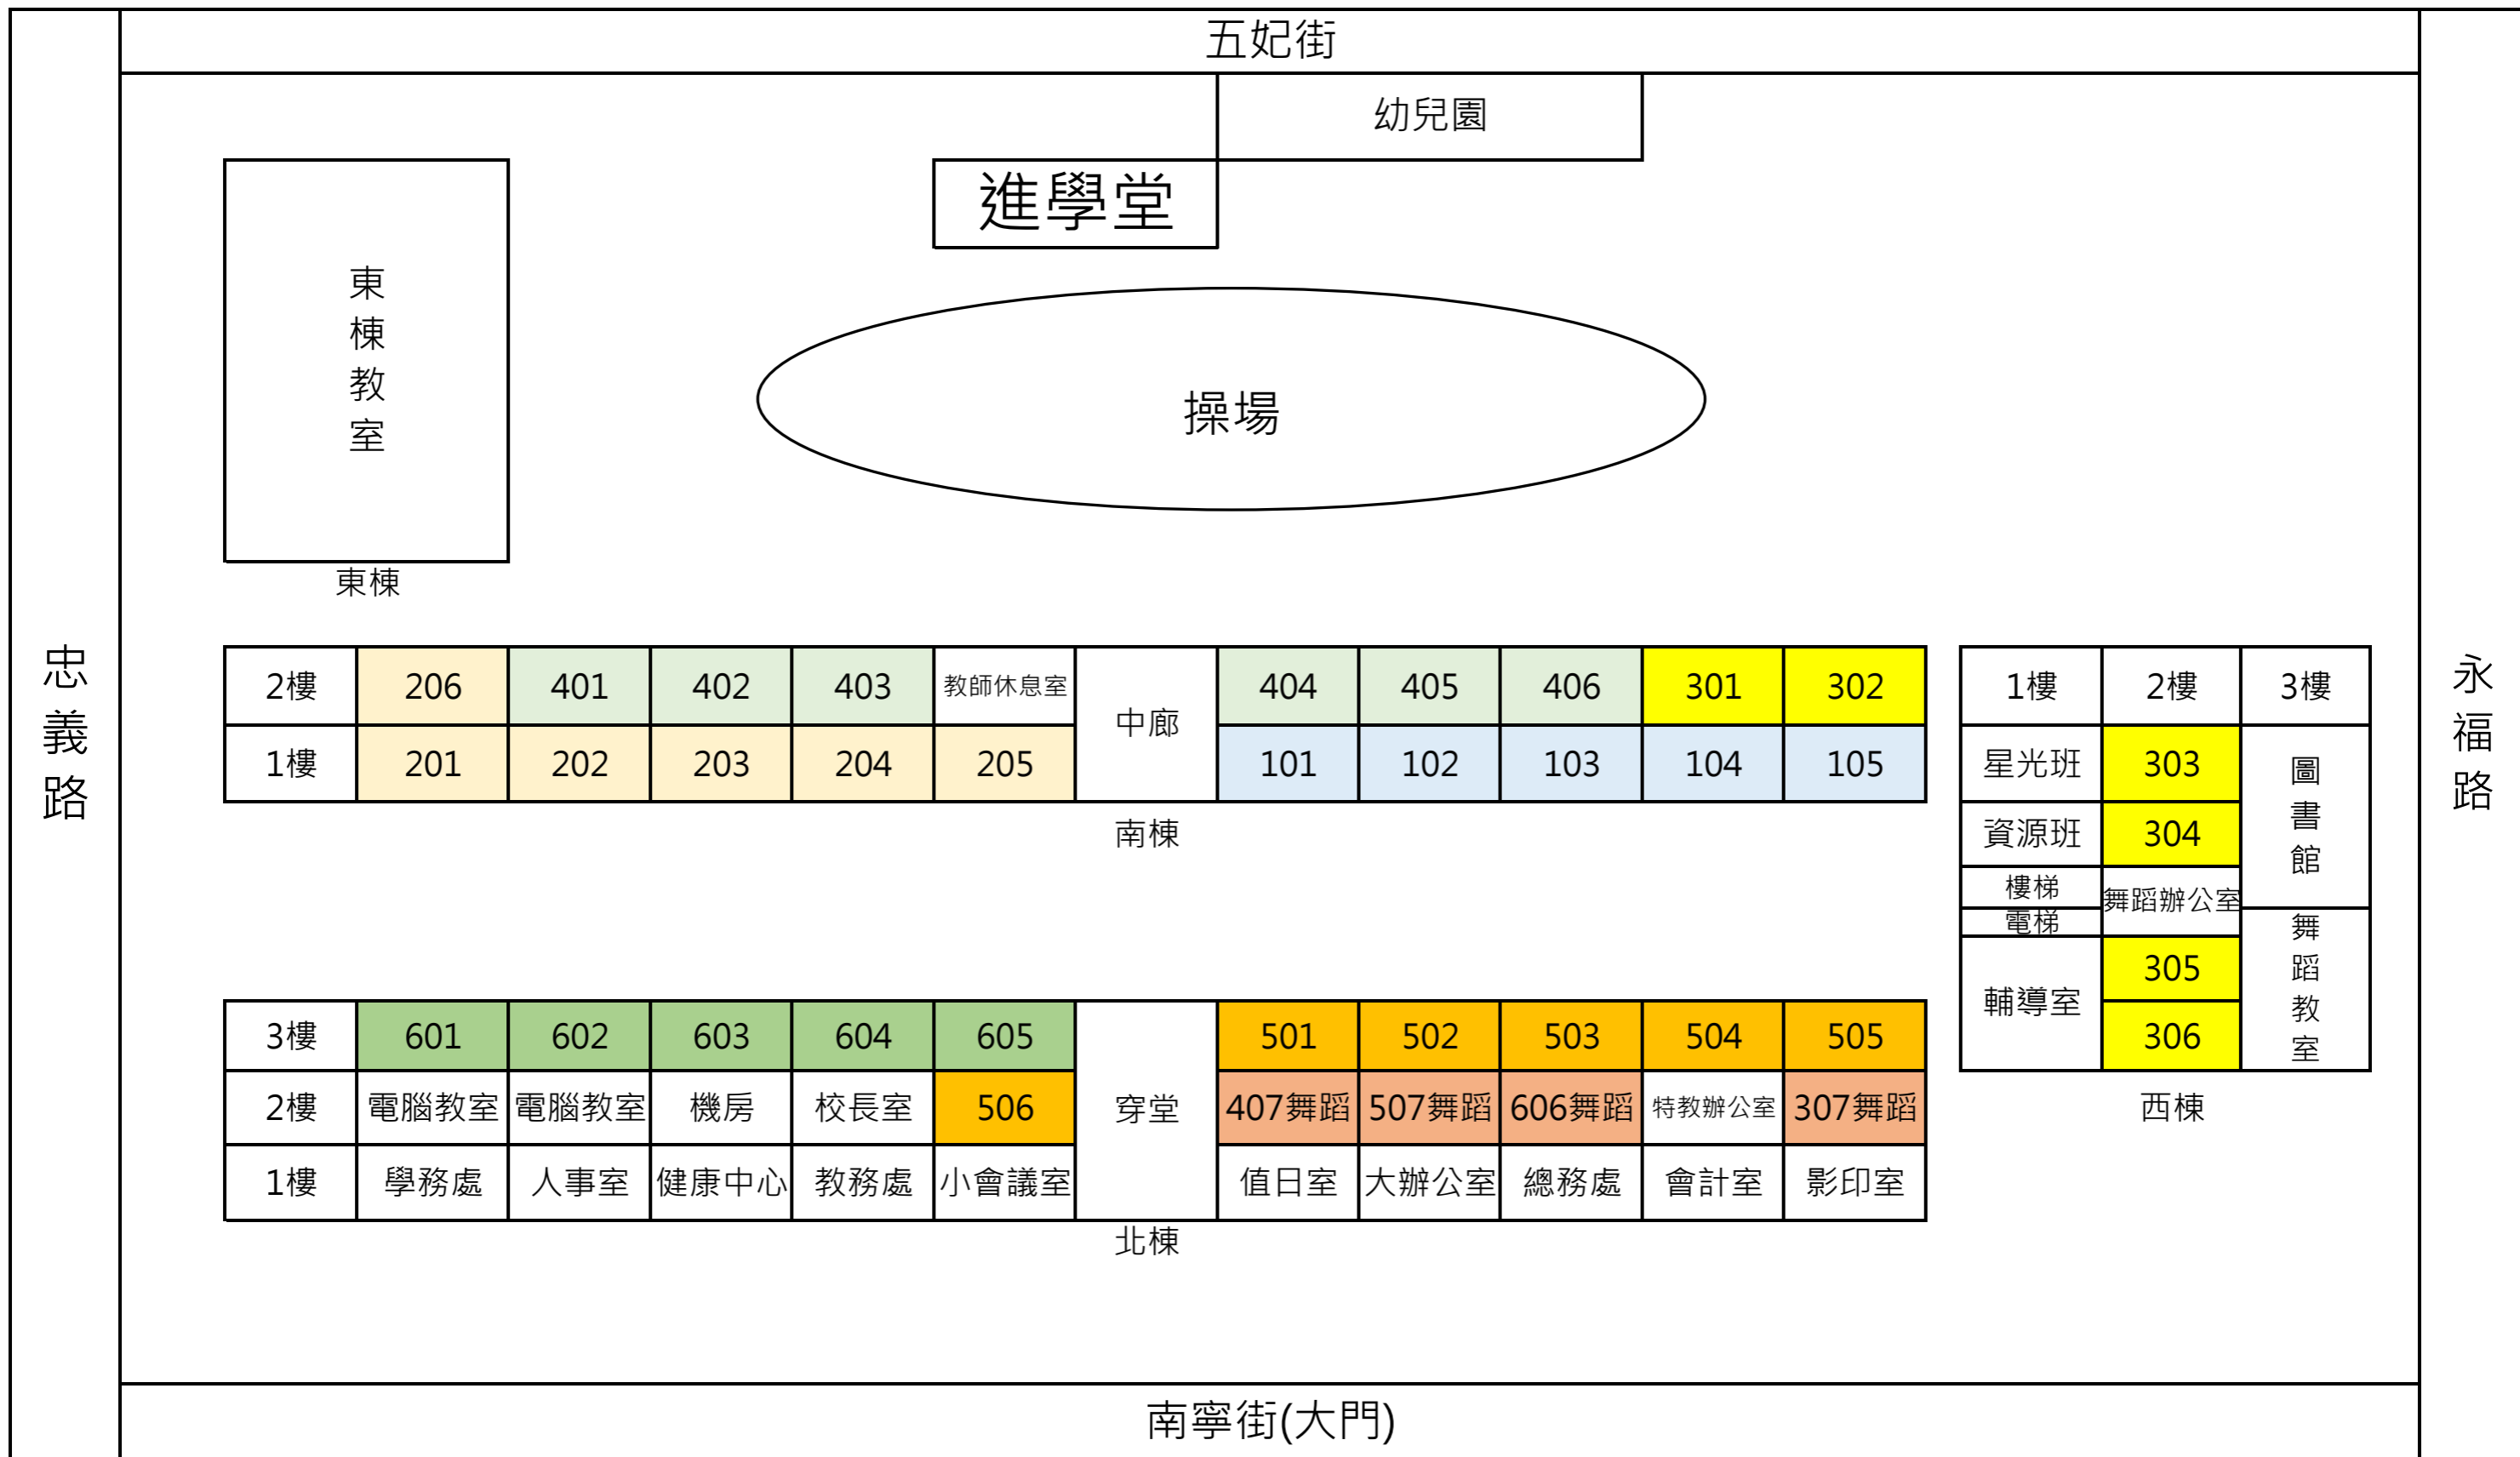 五妃街
幼兒園
進學堂
東棟教室
操場
東棟
忠義路
永福路
2樓 206 401 402 403 教師休息室 中廊 404 405 406 301 302
1樓 201 202 203 204 205 101 102 103 104 105
南棟
1樓 2樓 3樓
星光班 303 圖書館
資源班 304
樓梯 舞蹈辦公室
電梯
輔導室 305 舞蹈教室
306
西棟
3樓 601 602 603 604 605 穿堂 501 502 503 504 505
2樓 電腦教室 電腦教室 機房 校長室 506 407舞蹈 507舞蹈 606舞蹈 特教辦公室 307舞蹈
1樓 學務處 人事室 健康中心 教務處 小會議室 值日室 大辦公室 總務處 會計室 影印室
北棟
南寧街(大門)